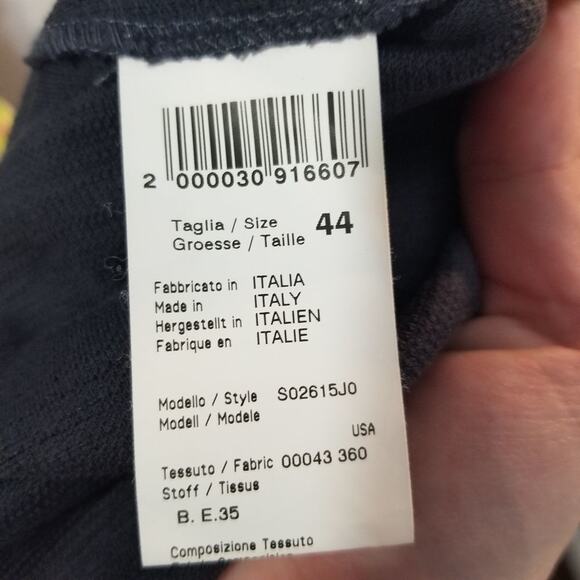 2 000030 916607
Taglia / Size 44
Groesse / Taille
Fabbricato in ITALIA
Made in ITALY
Hergestellt in ITALIEN
Fabrique en ITALIE
Modello / Style S02615J0
Modell / Modele
USA
Tessuto / Fabric 00043 360
Stoff / Tissus
B. E.35
Composizione Tessuto